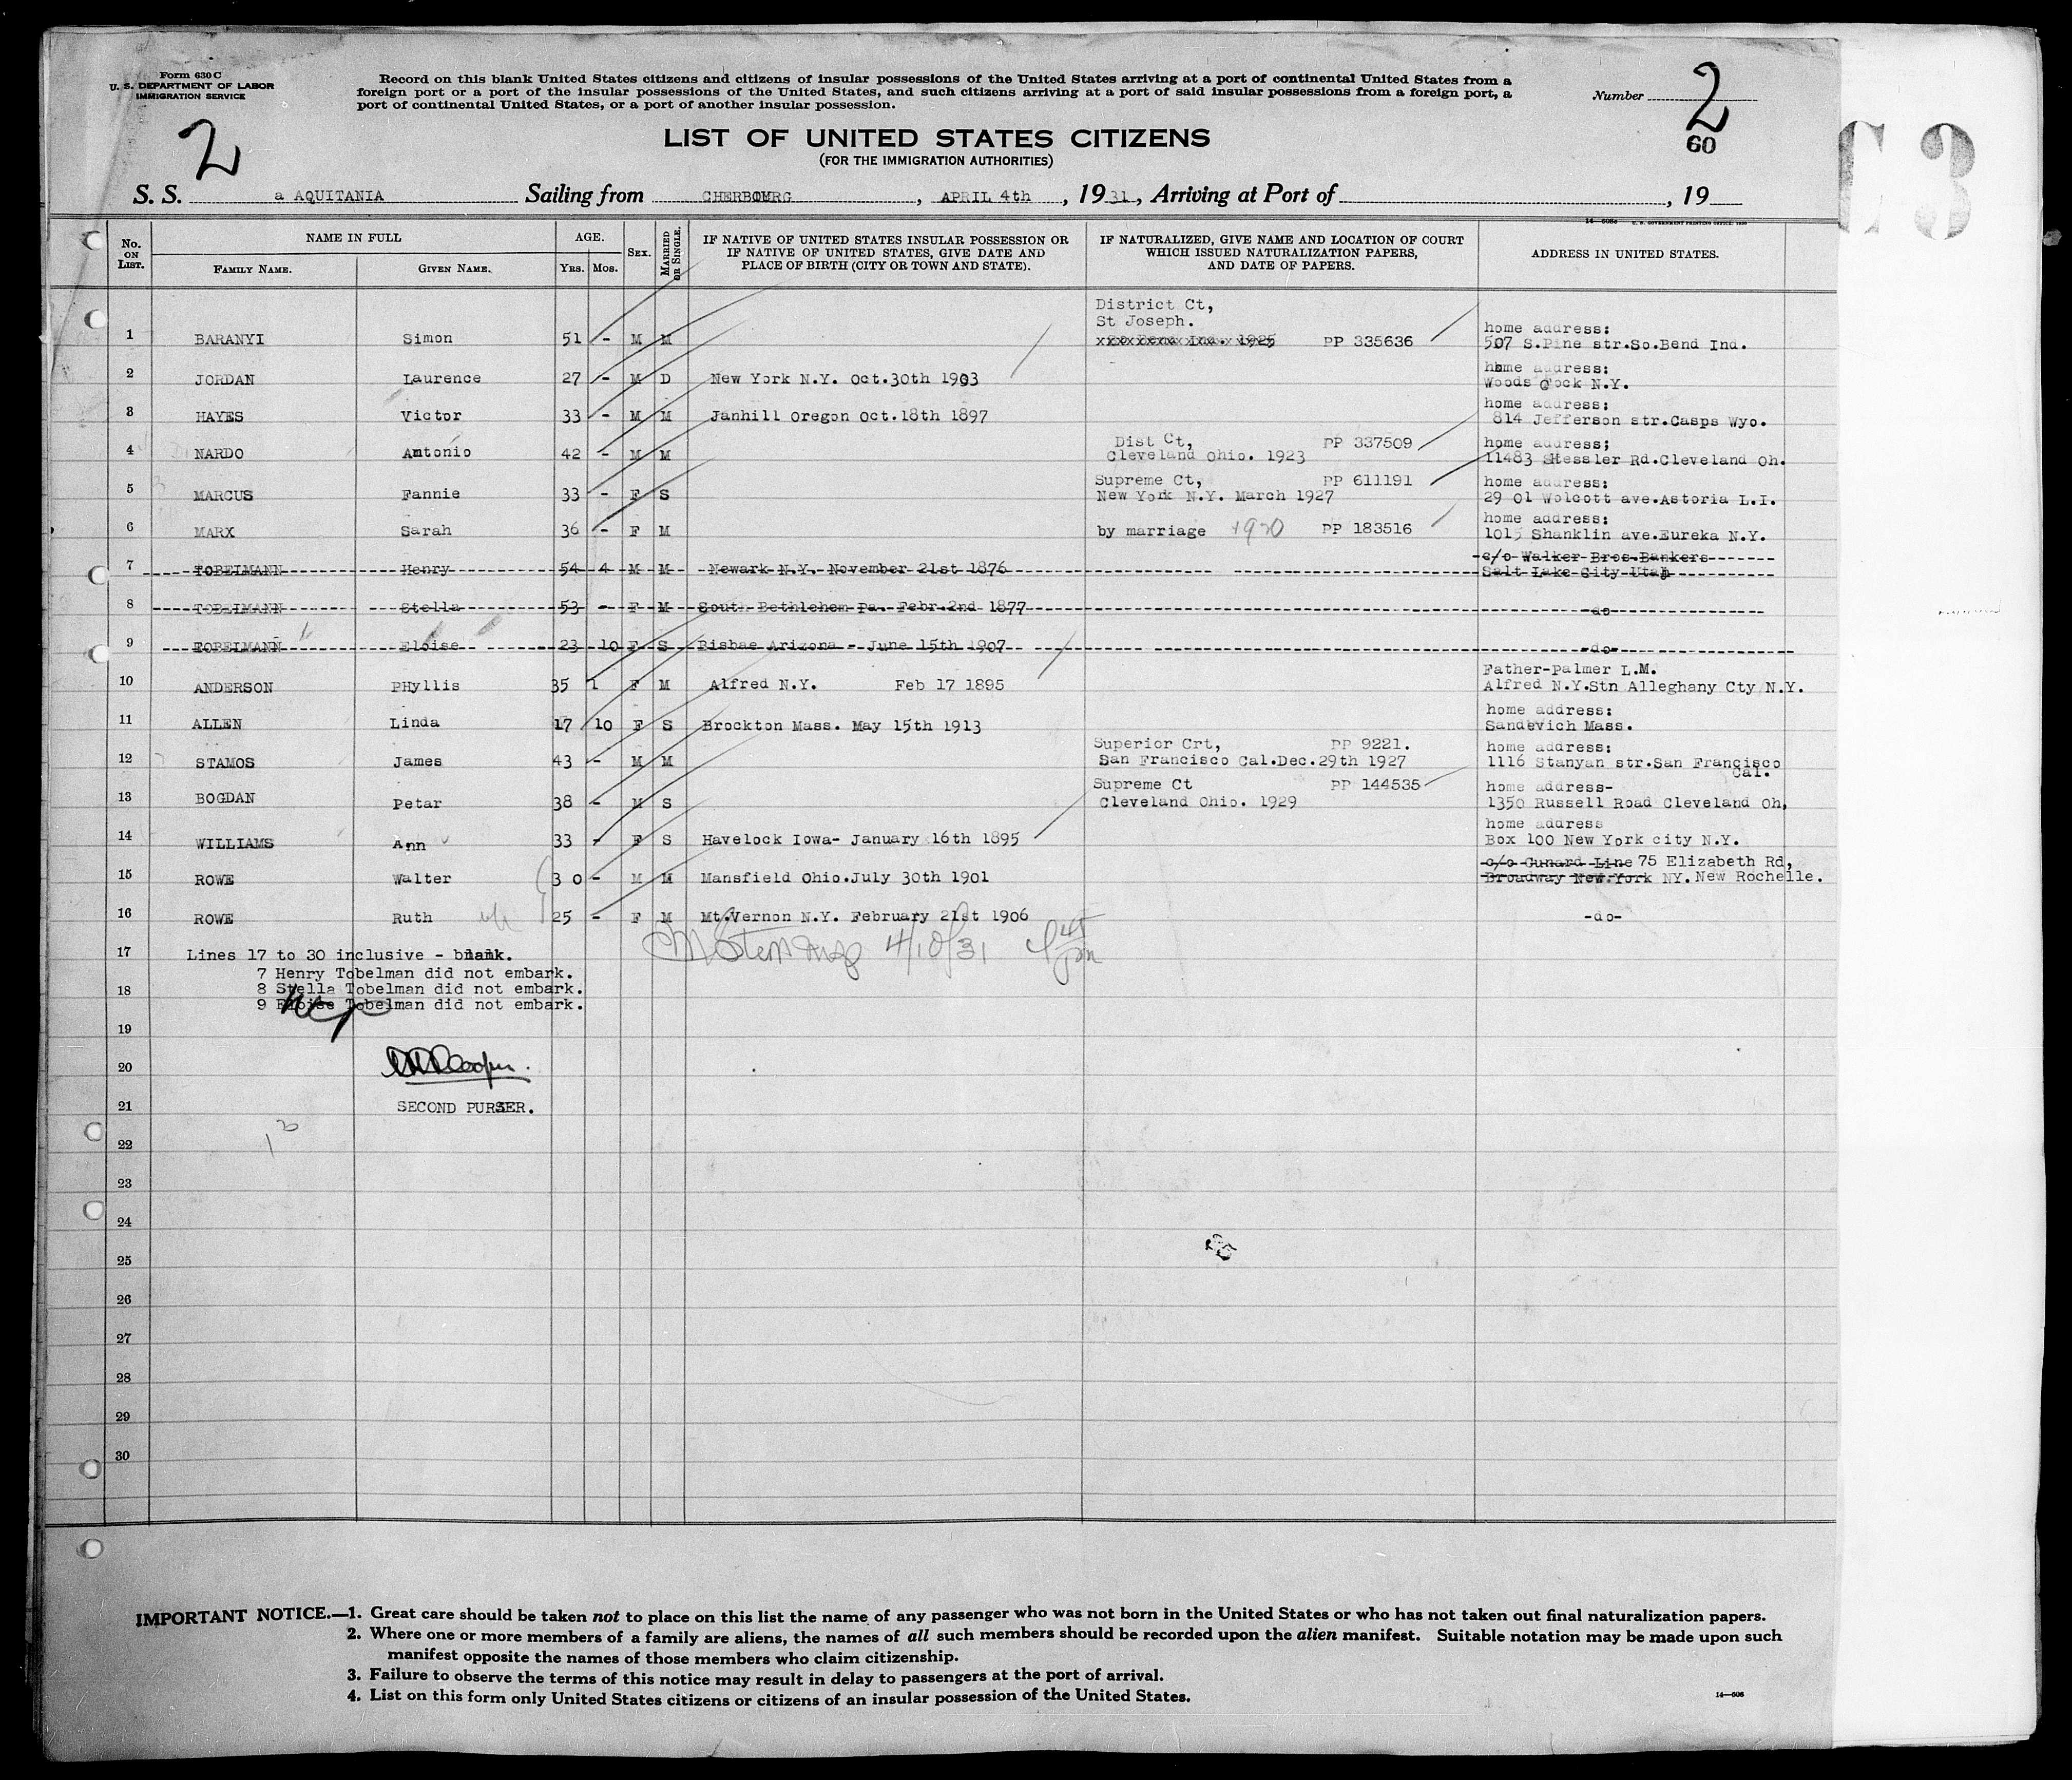 Form 630 C
U. S. DEPARTMENT OF LABOR
IMMIGRATION SERVICE
Record on this blank United States citizens and citizens of insular possessions of the United States arriving at a port of continental United States from a
foreign port or a port of the insular possessions of the United States, and such citizens arriving at a port of said insular possessions from a foreign port, a
port of continental United States, or a port of another insular possession.
Number 2
60
2
63
LIST OF UNITED STATES CITIZENS
(FOR THE IMMIGRATION AUTHORITIES)
S. S. a AQUITANIA Sailing from CHERBOURG, APRIL 4th, 1931, Arriving at Port of , 19
No. ON LIST. NAME IN FULL FAMILY NAME. GIVEN NAME. AGE. YRS. MOS. SEX. MARRIED OR SINGLE. IF NATIVE OF UNITED STATES INSULAR POSSESSION OR IF NATIVE OF UNITED STATES, GIVE DATE AND PLACE OF BIRTH (CITY OR TOWN AND STATE). IF NATURALIZED, GIVE NAME AND LOCATION OF COURT WHICH ISSUED NATURALIZATION PAPERS, AND DATE OF PAPERS. ADDRESS IN UNITED STATES.
District Ct,
St Joseph. home address:
1 BARANYI Simon 51 - M M So Bend Ind. 1925 PP 335636 507 S.Pine str.So.Bend Ind.
home address:
2 JORDAN Laurence 27 - M D New York N.Y. Oct.30th 1903 Woods Cock N.Y.
home address:
3 HAYES Victor 33 - M M Janhill Oregon Oct.18th 1897 814 Jefferson str.Casps Wyo.
Dist Ct, PP 337509 home address;
4 NARDO Antonio 42 - M M Cleveland Ohio. 1923 11483 Hessler Rd.Cleveland Oh.
Supreme Ct, PP 611191 home address:
5 MARCUS Fannie 33 - F S New York N.Y. March 1927 29 01 Wolcott ave.Astoria L.I.
home address:
6 MARX Sarah 36 - F M by marriage 1920 PP 183516 1015 Shanklin ave.Eureka N.Y.
c/o Walker Bros.Bankers
7 TOBELMANN Henry 54 4 M M Newark N.Y. November 21st 1876 Salt Lake City Utah
8 TOBELMANN Stella 53 - F M South Bethlehem Pa. Febr.2nd 1877 -do-
9 TOBELMANN Eloise 23 10 F S Bisbae Arizona - June 15th 1907 -do-
Father-Palmer L.M.
10 ANDERSON PHyllis 35 1 F M Alfred N.Y. Feb 17 1895 Alfred N.Y.Stn Alleghany Cty N.Y.
home address:
11 ALLEN Linda 17 10 F S Brockton Mass. May 15th 1913 Sandwvich Mass.
Superior Crt, PP 9221. home address:
12 STAMOS James 43 - M M San Francisco Cal.Dec.29th 1927 1116 Stanyan str.San Francisco
Cal.
Supreme Ct PP 144535 home address-
13 BOGDAN Petar 38 - M S Cleveland Ohio. 1929 1350 Russell Road Cleveland Oh,
home address
14 WILLIAMS Ann 33 - F S Havelock Iowa- January 16th 1895 Box 100 New York city N.Y.
c/o Cunard Line 75 Elizabeth Rd,
15 ROWE Walter 30 - M M Mansfield Ohio.July 30th 1901 Broadway New York NY. New Rochelle.
16 ROWE Ruth 25 - F M Mt.Vernon N.Y. February 21st 1906 -do-
4/10/31
17 Lines 17 to 30 inclusive - blank.
7 Henry Tobelman did not embark.
18 8 Stella Tobelman did not embark.
9 Eloise Tobelman did not embark.
19
20
21 SECOND PURSER.
22
23
24
25
26
27
28
29
30
IMPORTANT NOTICE.—1. Great care should be taken not to place on this list the name of any passenger who was not born in the United States or who has not taken out final naturalization papers.
2. Where one or more members of a family are aliens, the names of all such members should be recorded upon the alien manifest. Suitable notation may be made upon such
manifest opposite the names of those members who claim citizenship.
3. Failure to observe the terms of this notice may result in delay to passengers at the port of arrival.
4. List on this form only United States citizens or citizens of an insular possession of the United States.